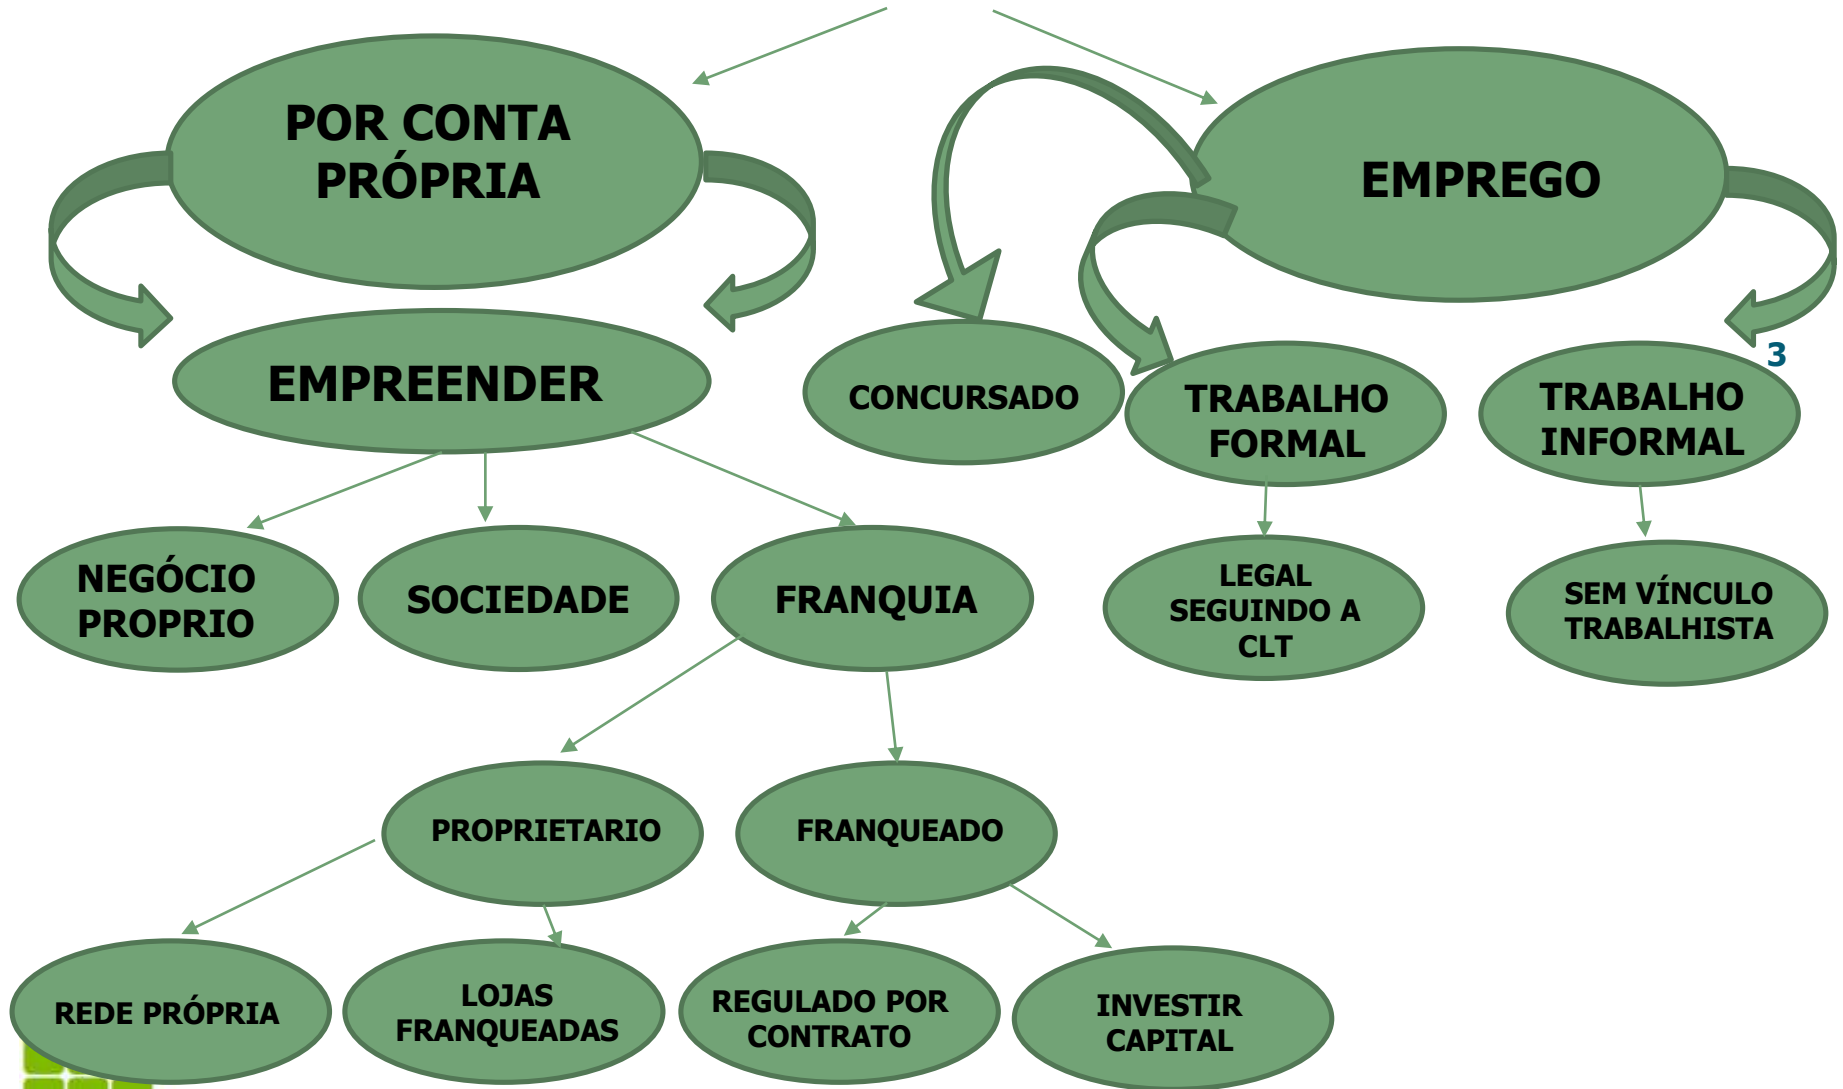 POR CONTA
PRÓPRIA
EMPREGO
EMPREENDER
CONCURSADO
TRABALHO
FORMAL
3
TRABALHO
INFORMAL
NEGÓCIO
PROPRIO
SOCIEDADE
FRANQUIA
LEGAL
SEGUINDO A
CLT
SEM VÍNCULO
TRABALHISTA
PROPRIETARIO
FRANQUEADO
REDE PRÓPRIA
LOJAS
FRANQUEADAS
REGULADO POR
CONTRATO
INVESTIR
CAPITAL